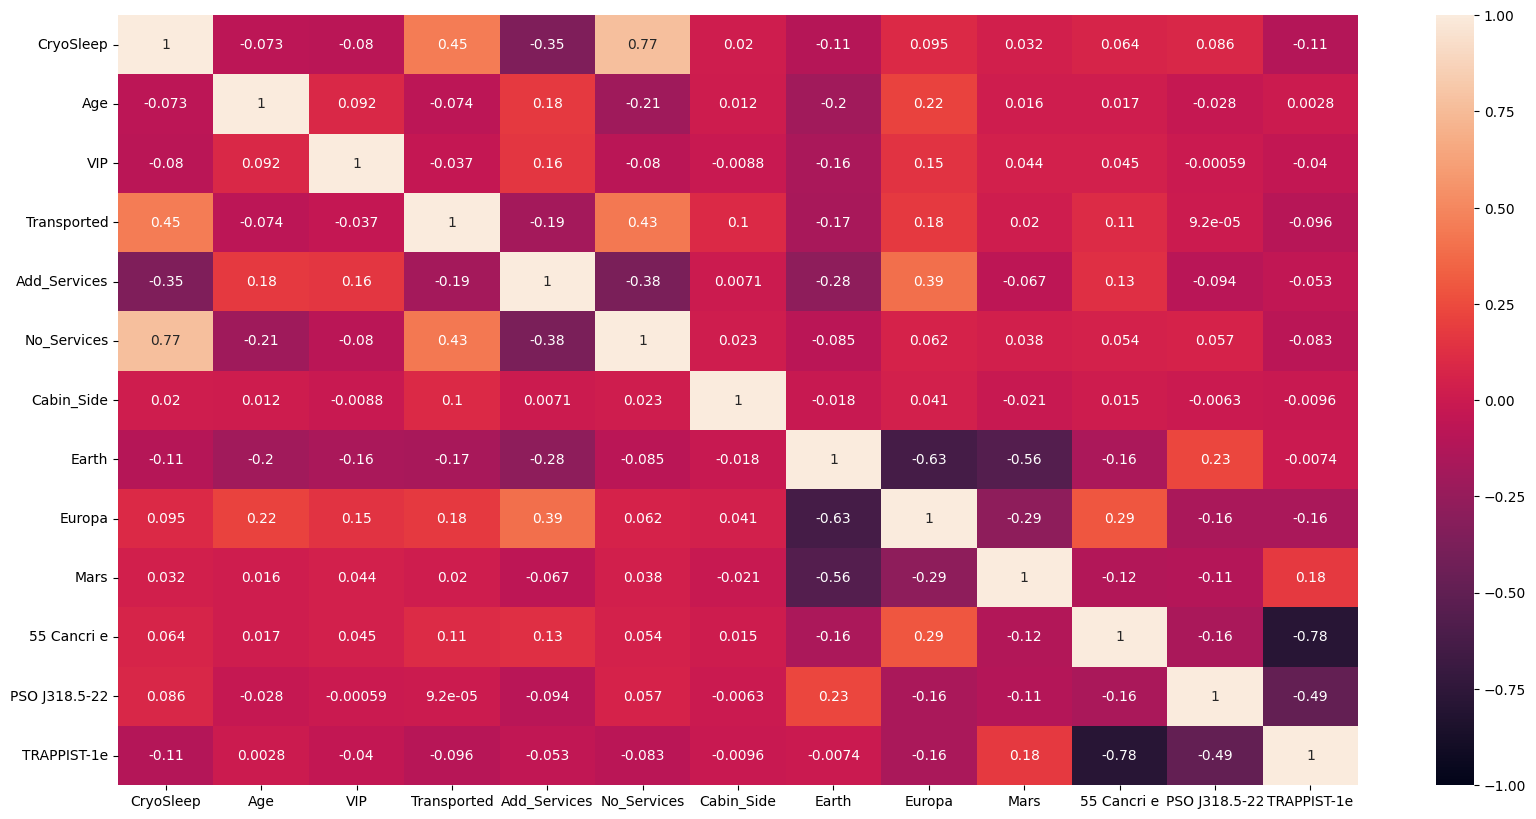 CryoSleep 1 -0.073 -0.08 0.45 -0.35 0.77 0.02 -0.11 0.095 0.032 0.064 0.086 -0.11
Age -0.073 1 0.092 -0.074 0.18 -0.21 0.012 -0.2 0.22 0.016 0.017 -0.028 0.0028
VIP -0.08 0.092 1 -0.037 0.16 -0.08 -0.0088 -0.16 0.15 0.044 0.045 -0.00059 -0.04
Transported 0.45 -0.074 -0.037 1 -0.19 0.43 0.1 -0.17 0.18 0.02 0.11 9.2e-05 -0.096
Add_Services -0.35 0.18 0.16 -0.19 1 -0.38 0.0071 -0.28 0.39 -0.067 0.13 -0.094 -0.053
No_Services 0.77 -0.21 -0.08 0.43 -0.38 1 0.023 -0.085 0.062 0.038 0.054 0.057 -0.083
Cabin_Side 0.02 0.012 -0.0088 0.1 0.0071 0.023 1 -0.018 0.041 -0.021 0.015 -0.0063 -0.0096
Earth -0.11 -0.2 -0.16 -0.17 -0.28 -0.085 -0.018 1 -0.63 -0.56 -0.16 0.23 -0.0074
Europa 0.095 0.22 0.15 0.18 0.39 0.062 0.041 -0.63 1 -0.29 0.29 -0.16 -0.16
Mars 0.032 0.016 0.044 0.02 -0.067 0.038 -0.021 -0.56 -0.29 1 -0.12 -0.11 0.18
55 Cancri e 0.064 0.017 0.045 0.11 0.13 0.054 0.015 -0.16 0.29 -0.12 1 -0.16 -0.78
PSO J318.5-22 0.086 -0.028 -0.00059 9.2e-05 -0.094 0.057 -0.0063 0.23 -0.16 -0.11 -0.16 1 -0.49
TRAPPIST-1e -0.11 0.0028 -0.04 -0.096 -0.053 -0.083 -0.0096 -0.0074 -0.16 0.18 -0.78 -0.49 1
CryoSleep Age VIP Transported Add_Services No_Services Cabin_Side Earth Europa Mars 55 Cancri e PSO J318.5-22 TRAPPIST-1e
1.00
0.75
0.50
0.25
0.00
−0.25
−0.50
−0.75
−1.00